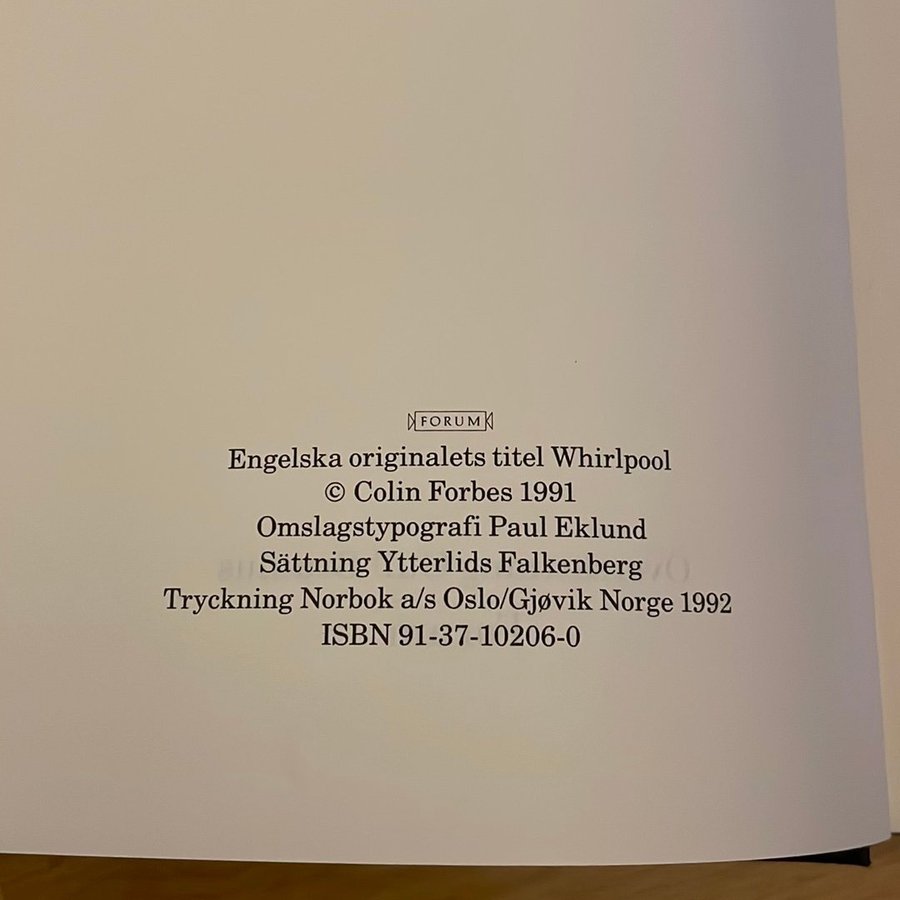 FORUM
Engelska originalets titel Whirlpool
© Colin Forbes 1991
Omslagstypografi Paul Eklund
Sättning Ytterlids Falkenberg
Tryckning Norbok a/s Oslo/Gjøvik Norge 1992
ISBN 91-37-10206-0